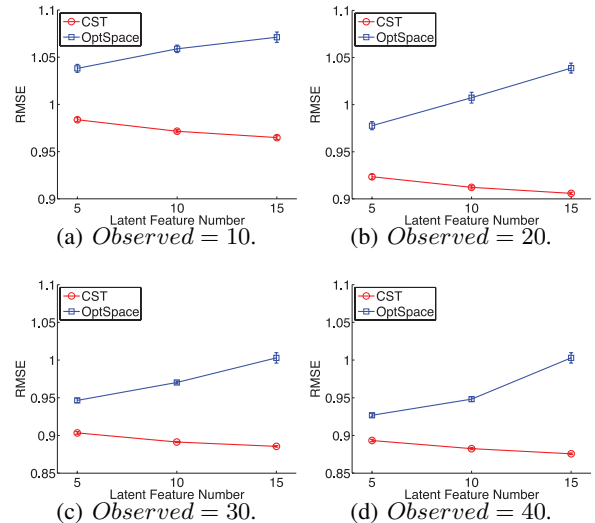 1.1
CST
OptSpace
1.05
1
0.95
0.9
RMSE
5
10
15
Latent Feature Number
(a) Observed = 10.
1.1
CST
OptSpace
1.05
1
0.95
0.9
RMSE
5
10
15
Latent Feature Number
(b) Observed = 20.
1.1
CST
OptSpace
1.05
1
0.95
0.9
0.85
RMSE
5
10
15
Latent Feature Number
(c) Observed = 30.
1.1
CST
OptSpace
1.05
1
0.95
0.9
0.85
RMSE
5
10
15
Latent Feature Number
(d) Observed = 40.